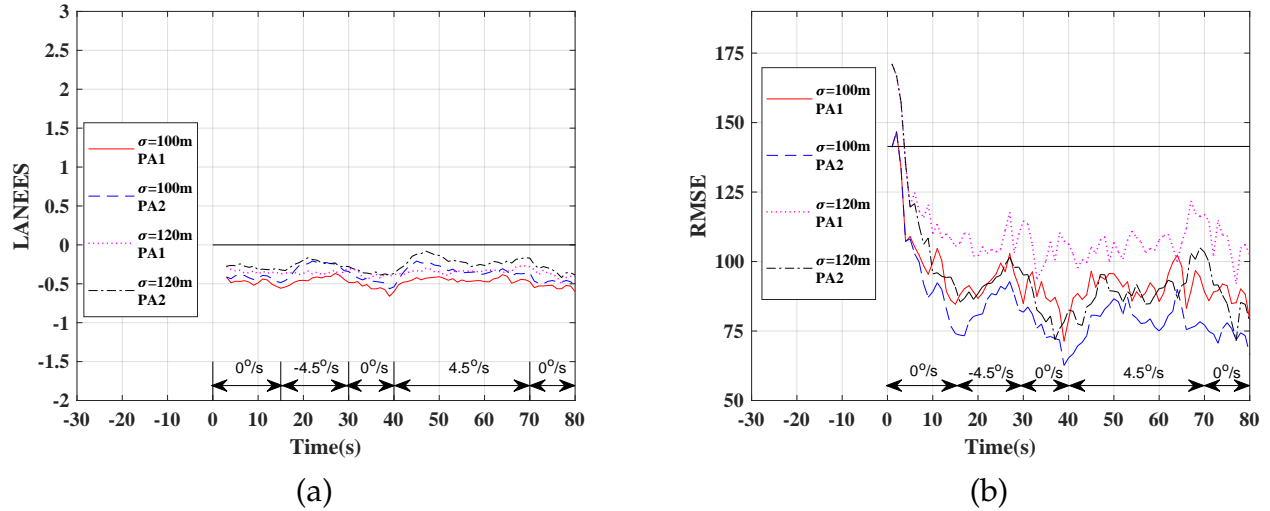 3
2.5
2
1.5
1
0.5
0
-0.5
-1
-1.5
-2
LANEES
σ=100m
PA1
σ=100m
PA2
σ=120m
PA1
σ=120m
PA2
0°/s
-4.5°/s
0°/s
4.5°/s
0°/s
-30 -20 -10 0 10 20 30 40 50 60 70 80
Time(s)
(a)
175
150
125
100
75
50
RMSE
σ=100m
PA1
σ=100m
PA2
σ=120m
PA1
σ=120m
PA2
0°/s
-4.5°/s
0°/s
4.5°/s
0°/s
-30 -20 -10 0 10 20 30 40 50 60 70 80
Time(s)
(b)